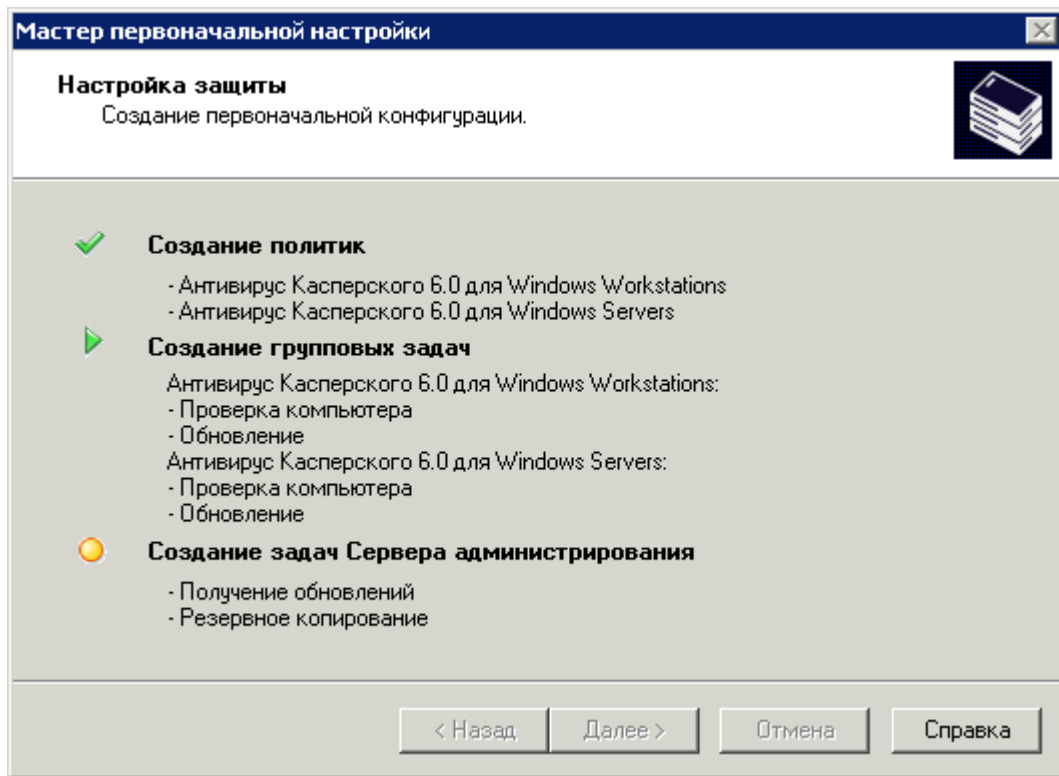 Мастер первоначальной настройки
Настройка защиты
Создание первоначальной конфигурации.
Создание политик
- Антивирус Касперского 6.0 для Windows Workstations
- Антивирус Касперского 6.0 для Windows Servers
Создание групповых задач
Антивирус Касперского 6.0 для Windows Workstations:
- Проверка компьютера
- Обновление
Антивирус Касперского 6.0 для Windows Servers:
- Проверка компьютера
- Обновление
Создание задач Сервера администрирования
- Получение обновлений
- Резервное копирование
< Назад Далее > Отмена Справка